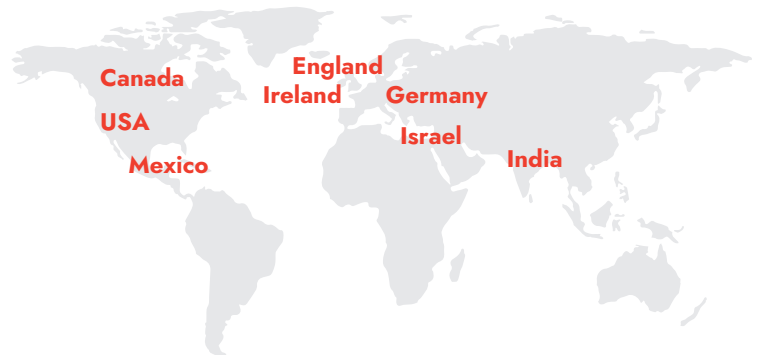 England
Canada
Ireland
Germany
USA
Israel
India
Mexico